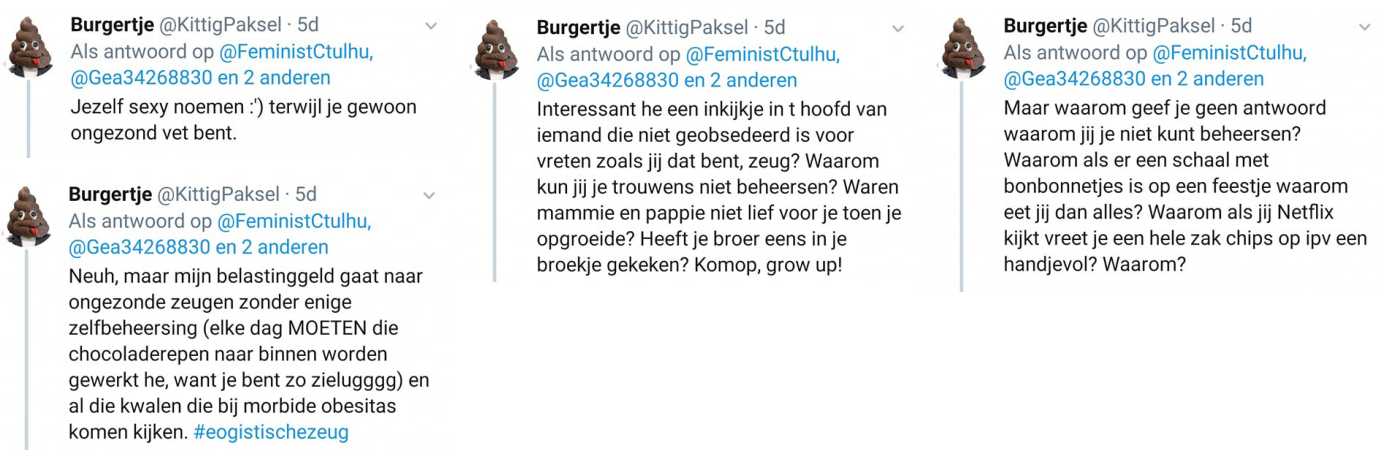 Burgertje @KittigPaksel · 5d
Als antwoord op @FeministCtulhu,
@Gea34268830 en 2 anderen
Jezelf sexy noemen :') terwijl je gewoon
ongezond vet bent.
Burgertje @KittigPaksel · 5d
Als antwoord op @FeministCtulhu,
@Gea34268830 en 2 anderen
Neuh, maar mijn belastinggeld gaat naar
ongezonde zeugen zonder enige
zelfbeheersing (elke dag MOETEN die
chocoladerepen naar binnen worden
gewerkt he, want je bent zo zielugggg) en
al die kwalen die bij morbide obesitas
komen kijken. #eogistischezeug
Burgertje @KittigPaksel · 5d
Als antwoord op @FeministCtulhu,
@Gea34268830 en 2 anderen
Interessant he een inkijkje in t hoofd van
iemand die niet geobsedeerd is voor
vreten zoals jij dat bent, zeug? Waarom
kun jij je trouwens niet beheersen? Waren
mammie en pappie niet lief voor je toen je
opgroeide? Heeft je broer eens in je
broekje gekeken? Komop, grow up!
Burgertje @KittigPaksel · 5d
Als antwoord op @FeministCtulhu,
@Gea34268830 en 2 anderen
Maar waarom geef je geen antwoord
waarom jij je niet kunt beheersen?
Waarom als er een schaal met
bonbonnetjes is op een feestje waarom
eet jij dan alles? Waarom als jij Netflix
kijkt vreet je een hele zak chips op ipv een
handjevol? Waarom?